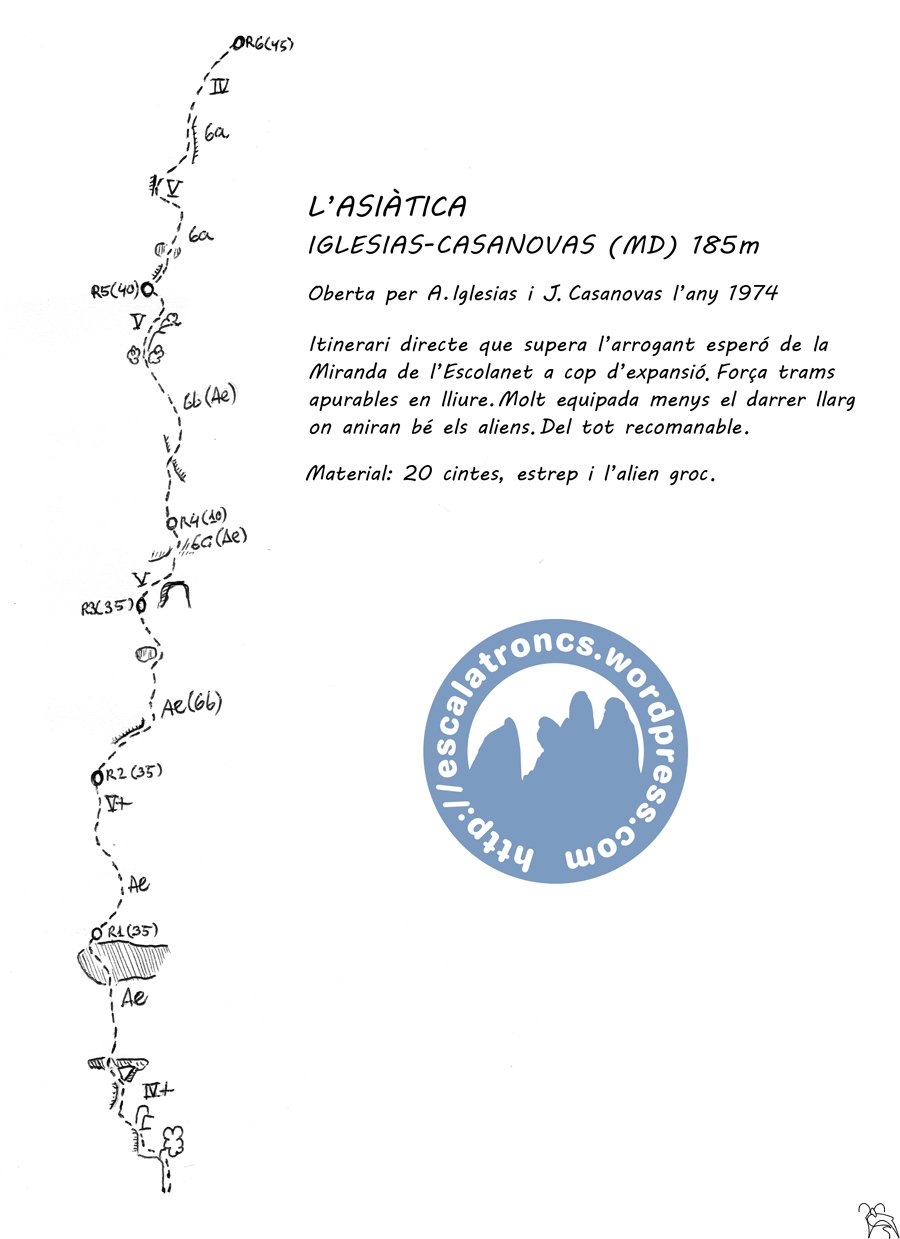 R6(45)
IV
6a
V
6a
R5(40)
V
6b(Ae)
R4(10)
6a(Ae)
V
R3(35)
Ae(6b)
R2(35)
V+
Ae
R1(35)
Ae
IV+
L'ASIÀTICA
IGLESIAS-CASANOVAS (MD) 185m
Oberta per A.Iglesias i J. Casanovas l'any 1974
Itinerari directe que supera l'arrogant esperó de la
Miranda de l'Escolanet a cop d'expansió. Força trams
apurables en lliure. Molt equipada menys el darrer llarg
on aniran bé els aliens. Del tot recomanable.
Material: 20 cintes, estrep i l'alien groc.
http://escalatroncs.wordpress.com